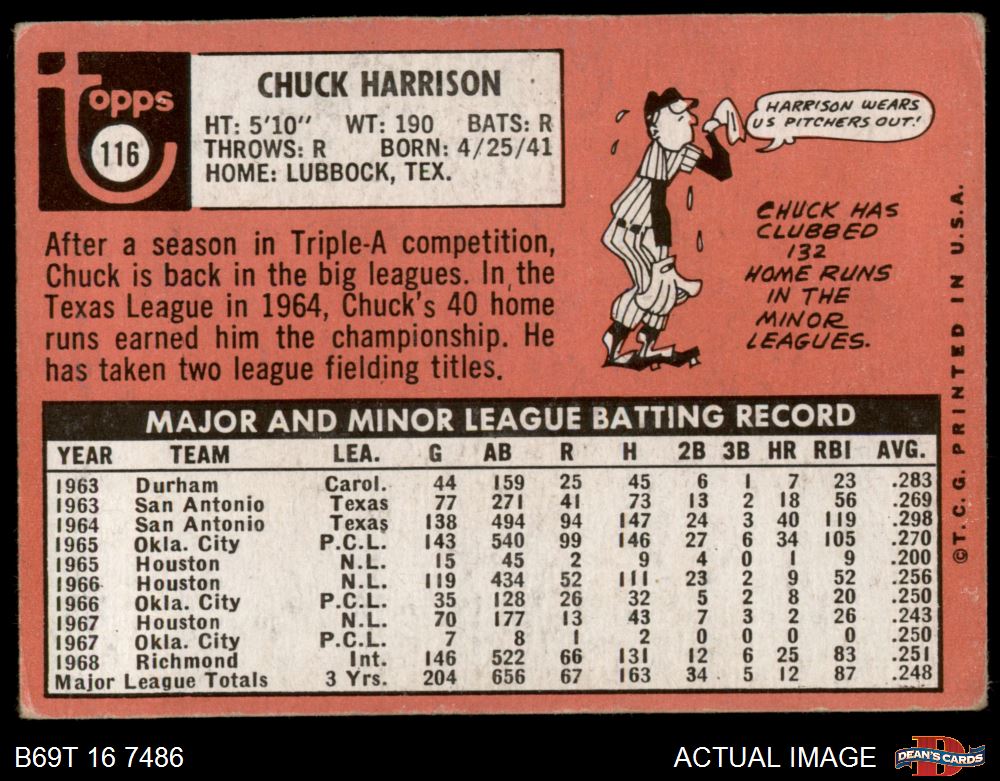 Topps
116
CHUCK HARRISON
HT: 5'10" WT: 190 BATS: R
THROWS: R BORN: 4/25/41
HOME: LUBBOCK, TEX.
After a season in Triple-A competition,
Chuck is back in the big leagues. In the
Texas League in 1964, Chuck's 40 home
runs earned him the championship. He
has taken two league fielding titles.
HARRISON WEARS
US PITCHERS OUT!
CHUCK HAS
CLUBBED
132
HOME RUNS
IN THE
MINOR
LEAGUES.
MAJOR AND MINOR LEAGUE BATTING RECORD
YEAR TEAM LEA. G AB R H 2B 3B HR RBI AVG.
1963 Durham Carol. 44 159 25 45 6 1 7 23 .283
1963 San Antonio Texas 77 271 41 73 13 2 18 56 .269
1964 San Antonio Texas 138 494 94 147 24 3 40 119 .298
1965 Okla. City P.C.L. 143 540 99 146 27 6 34 105 .270
1965 Houston N.L. 15 45 2 9 4 0 1 9 .200
1966 Houston N.L. 119 434 52 111 23 2 9 52 .256
1966 Okla. City P.C.L. 35 128 26 32 5 2 8 20 .250
1967 Houston N.L. 70 177 13 43 7 3 2 26 .243
1967 Okla. City P.C.L. 7 8 1 2 0 0 0 0 .250
1968 Richmond Int. 146 522 66 131 12 6 25 83 .251
Major League Totals 3 Yrs. 204 656 67 163 34 5 12 87 .248
©T.C.G. PRINTED IN U.S.A.
B69T 16 7486
ACTUAL IMAGE
DEAN'S CARDS